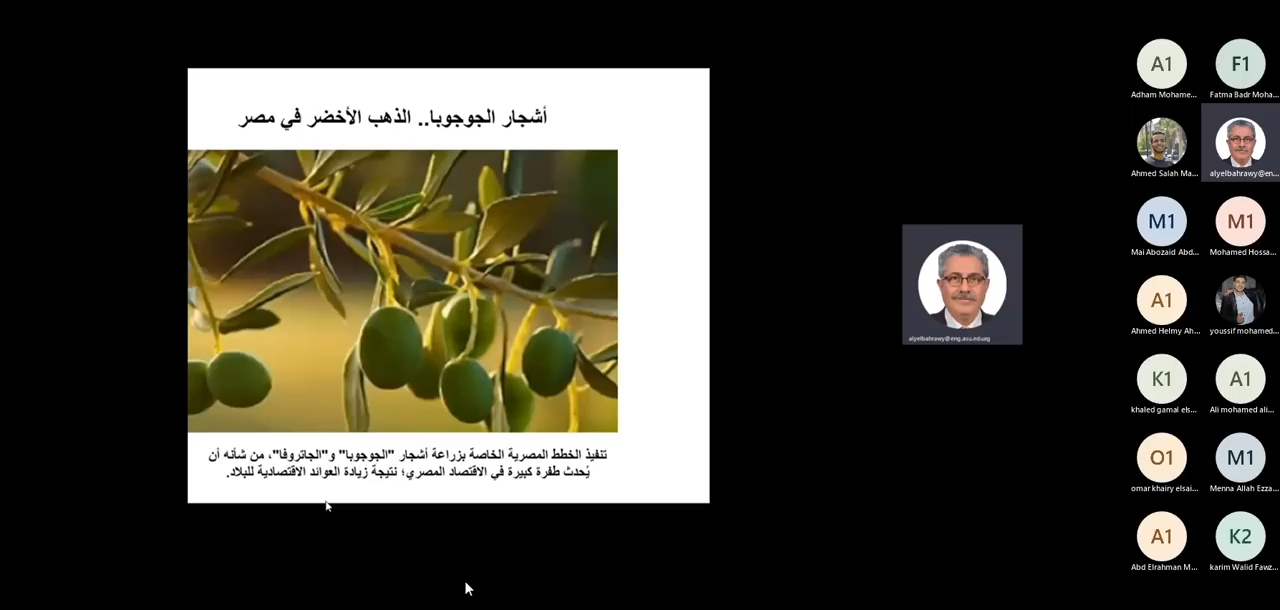 أشجار الجوجوبا.. الذهب الأخضر في مصر
تنفيذ الخطط المصرية الخاصة بزراعة أشجار "الجوجوبا" و"الجاتروفا"، من شأنه أن
يُحدث طفرة كبيرة في الاقتصاد المصري؛ نتيجة زيادة العوائد الاقتصادية للبلاد.
alyelbahrawy@eng.asu.edu.eg
A1
F1
Adham Mohame...
Fatma Badr Moha...
Ahmed Salah Ma...
alyelbahrawy@en...
M1
M1
Mai Abozaid Abd...
Mohamed Hossa...
A1
Ahmed Helmy Ah...
youssif mohamed...
K1
A1
khaled gamal els...
Ali mohamed ali...
O1
M1
omar khairy elsai...
Menna Allah Ezza...
A1
K2
Abd Elrahman M...
karim Walid Fawz...